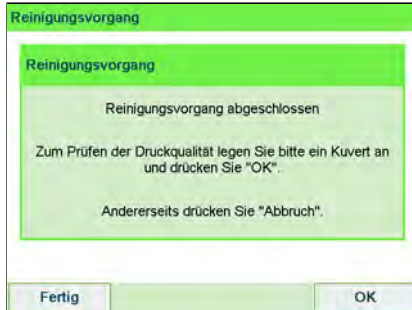 Reinigungsvorgang
Reinigungsvorgang
Reinigungsvorgang abgeschlossen
Zum Prüfen der Druckqualität legen Sie bitte ein Kuvert an
und drücken Sie "OK".
Andererseits drücken Sie "Abbruch".
Fertig
OK